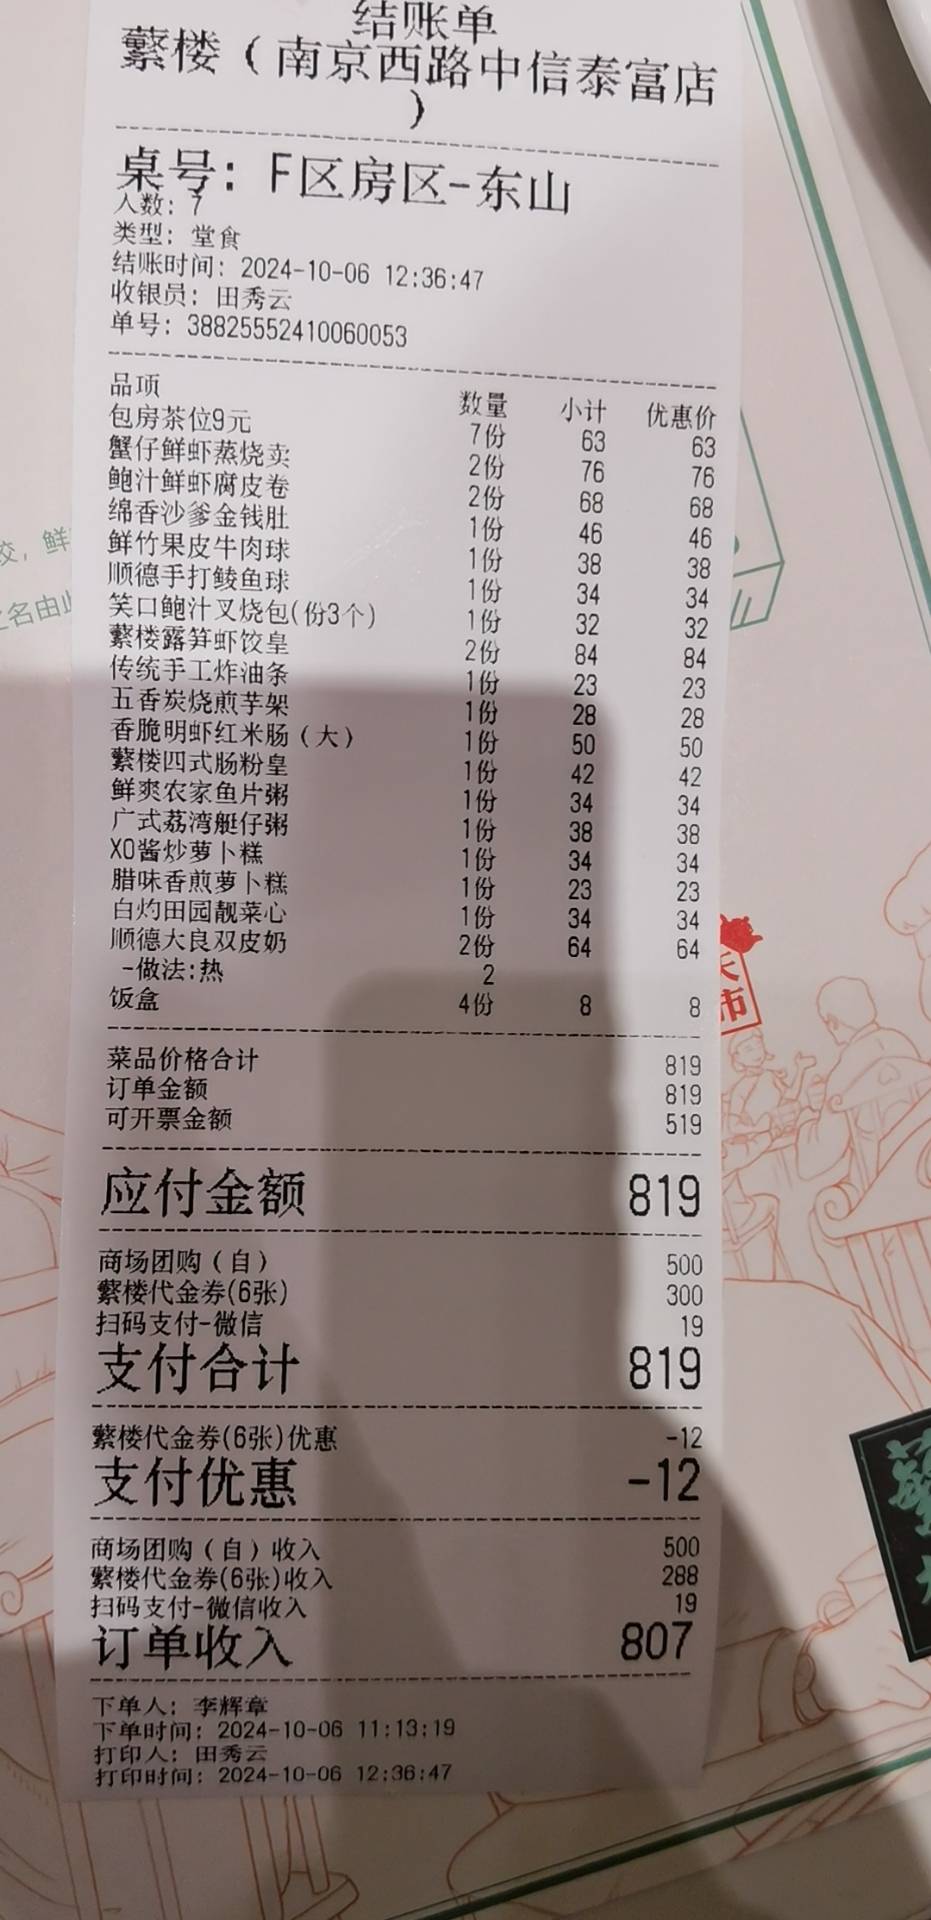 结账单
蘩楼（南京西路中信泰富店
）
桌号: F区房区-东山
人数: 7
类型: 堂食
结账时间: 2024-10-06 12:36:47
收银员: 田秀云
单号: 38825552410060053
品项 数量 小计 优惠价
包房茶位9元 7份 63 63
蟹仔鲜虾蒸烧卖 2份 76 76
鲍汁鲜虾腐皮卷 2份 68 68
绵香沙爹金钱肚 1份 46 46
鲜竹果皮牛肉球 1份 38 38
顺德手打鲮鱼球 1份 34 34
笑口鲍汁叉烧包(份3个) 1份 32 32
蘩楼露笋虾饺皇 2份 84 84
传统手工炸油条 1份 23 23
五香炭烧煎芋架 1份 28 28
香脆明虾红米肠（大） 1份 50 50
蘩楼四式肠粉皇 1份 42 42
鲜爽农家鱼片粥 1份 34 34
广式荔湾艇仔粥 1份 38 38
XO酱炒萝卜糕 1份 34 34
腊味香煎萝卜糕 1份 23 23
白灼田园靓菜心 1份 34 34
顺德大良双皮奶 2份 64 64
-做法:热 2
饭盒 4份 8 8
菜品价格合计 819
订单金额 819
可开票金额 519
应付金额 819
商场团购（自） 500
蘩楼代金券(6张) 300
扫码支付-微信 19
支付合计 819
蘩楼代金券(6张)优惠 -12
支付优惠 -12
商场团购（自）收入 500
蘩楼代金券(6张)收入 288
扫码支付-微信收入 19
订单收入 807
下单人: 李辉章
下单时间: 2024-10-06 11:13:19
打印人: 田秀云
打印时间: 2024-10-06 12:36:47